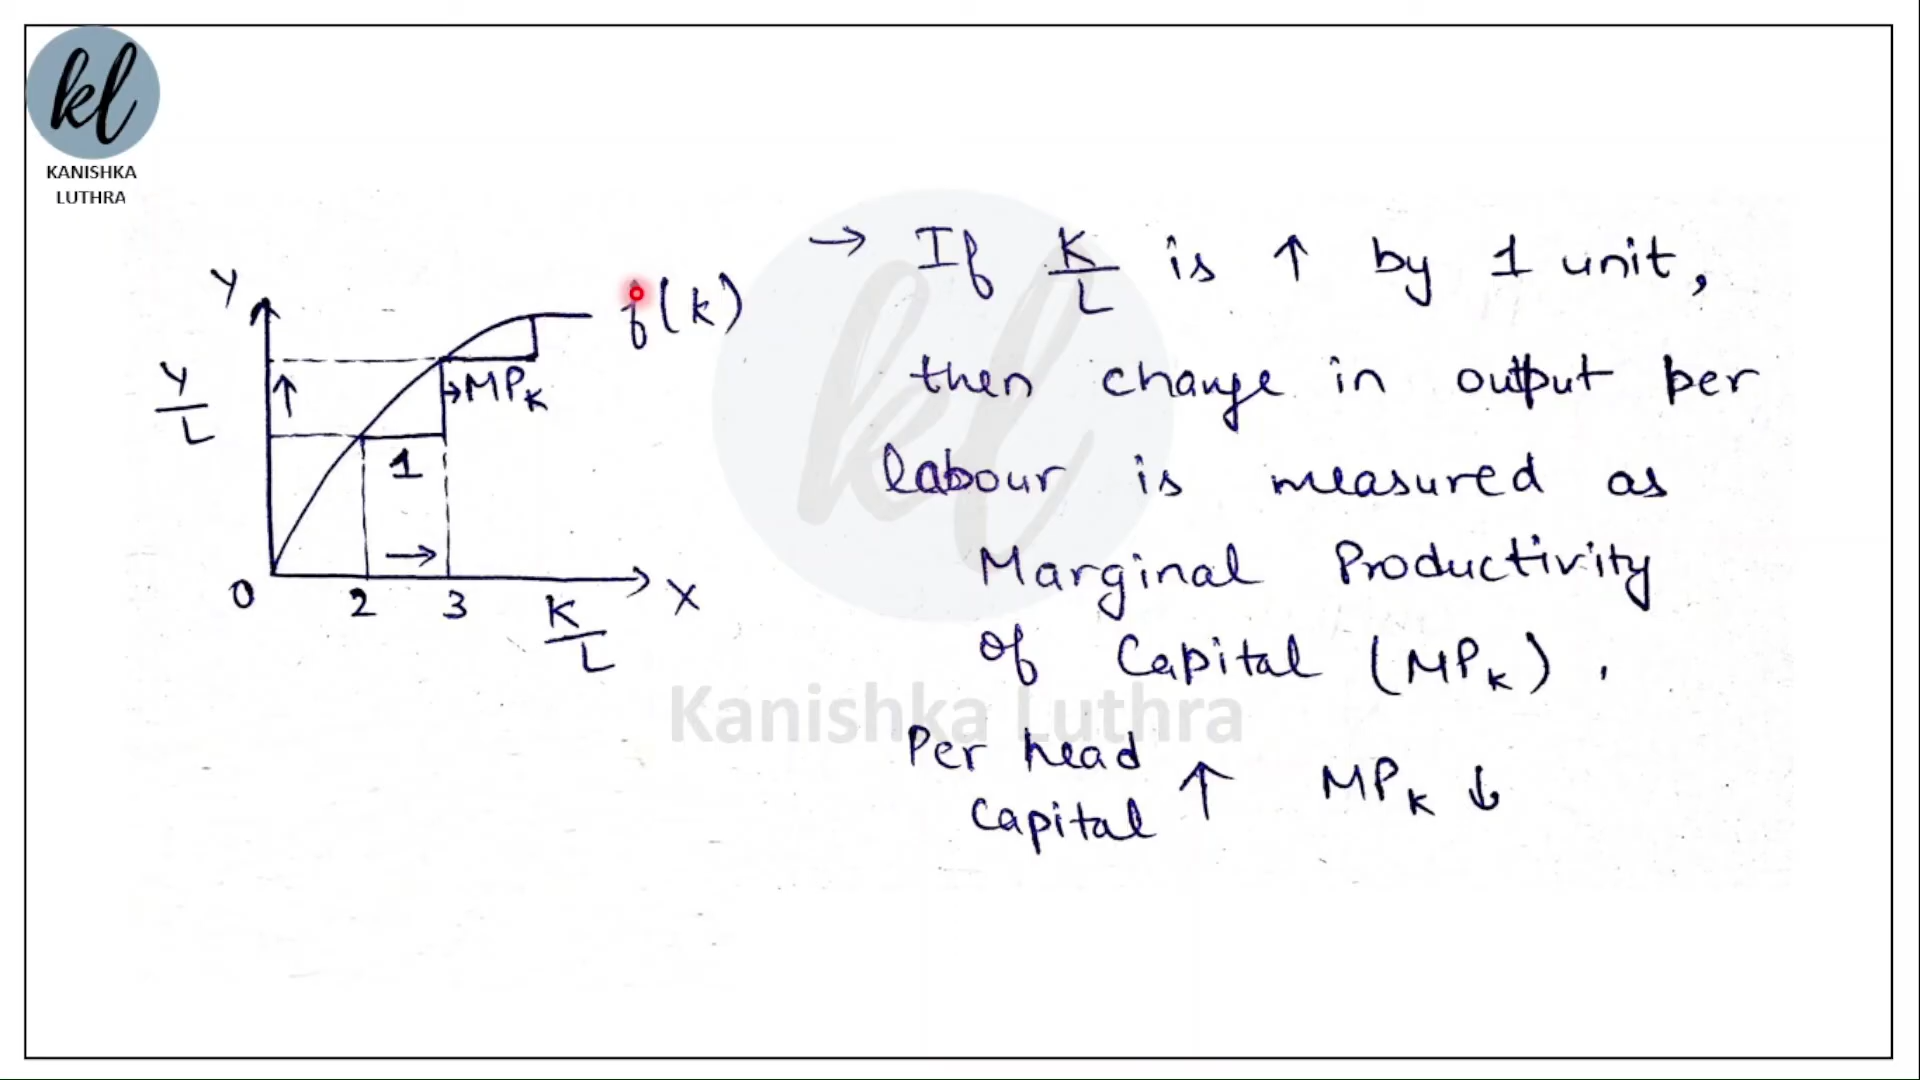 kl
KANISHKA
LUTHRA
Y
Y/L
f(k)
→MPK
1
0
2
3
K/L
X
→ If K/L is ↑ by 1 unit,
then change in output per
labour is measured as
Marginal Productivity
of Capital (MPK).
Per head
capital ↑ MPK ↓
kl
Kanishka Luthra